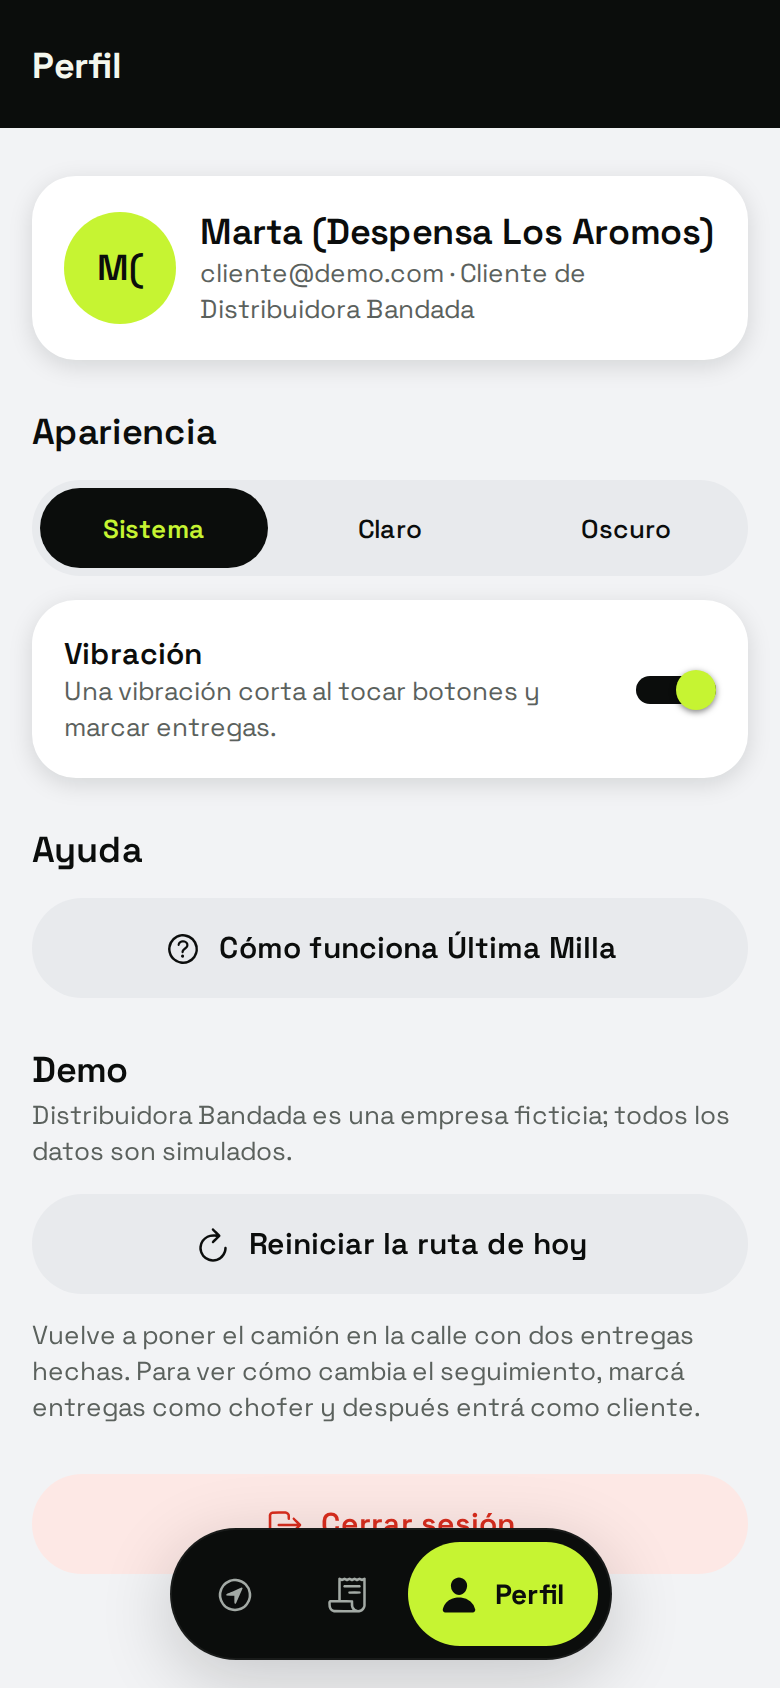 Perfil
M(
Marta (Despensa Los Aromos)
cliente@demo.com · Cliente de
Distribuidora Bandada
Apariencia
Sistema
Claro
Oscuro
Vibración
Una vibración corta al tocar botones y
marcar entregas.
Ayuda
Cómo funciona Última Milla
Demo
Distribuidora Bandada es una empresa ficticia; todos los
datos son simulados.
Reiniciar la ruta de hoy
Vuelve a poner el camión en la calle con dos entregas
hechas. Para ver cómo cambia el seguimiento, marcá
entregas como chofer y después entrá como cliente.
Cerrar sesión
Perfil